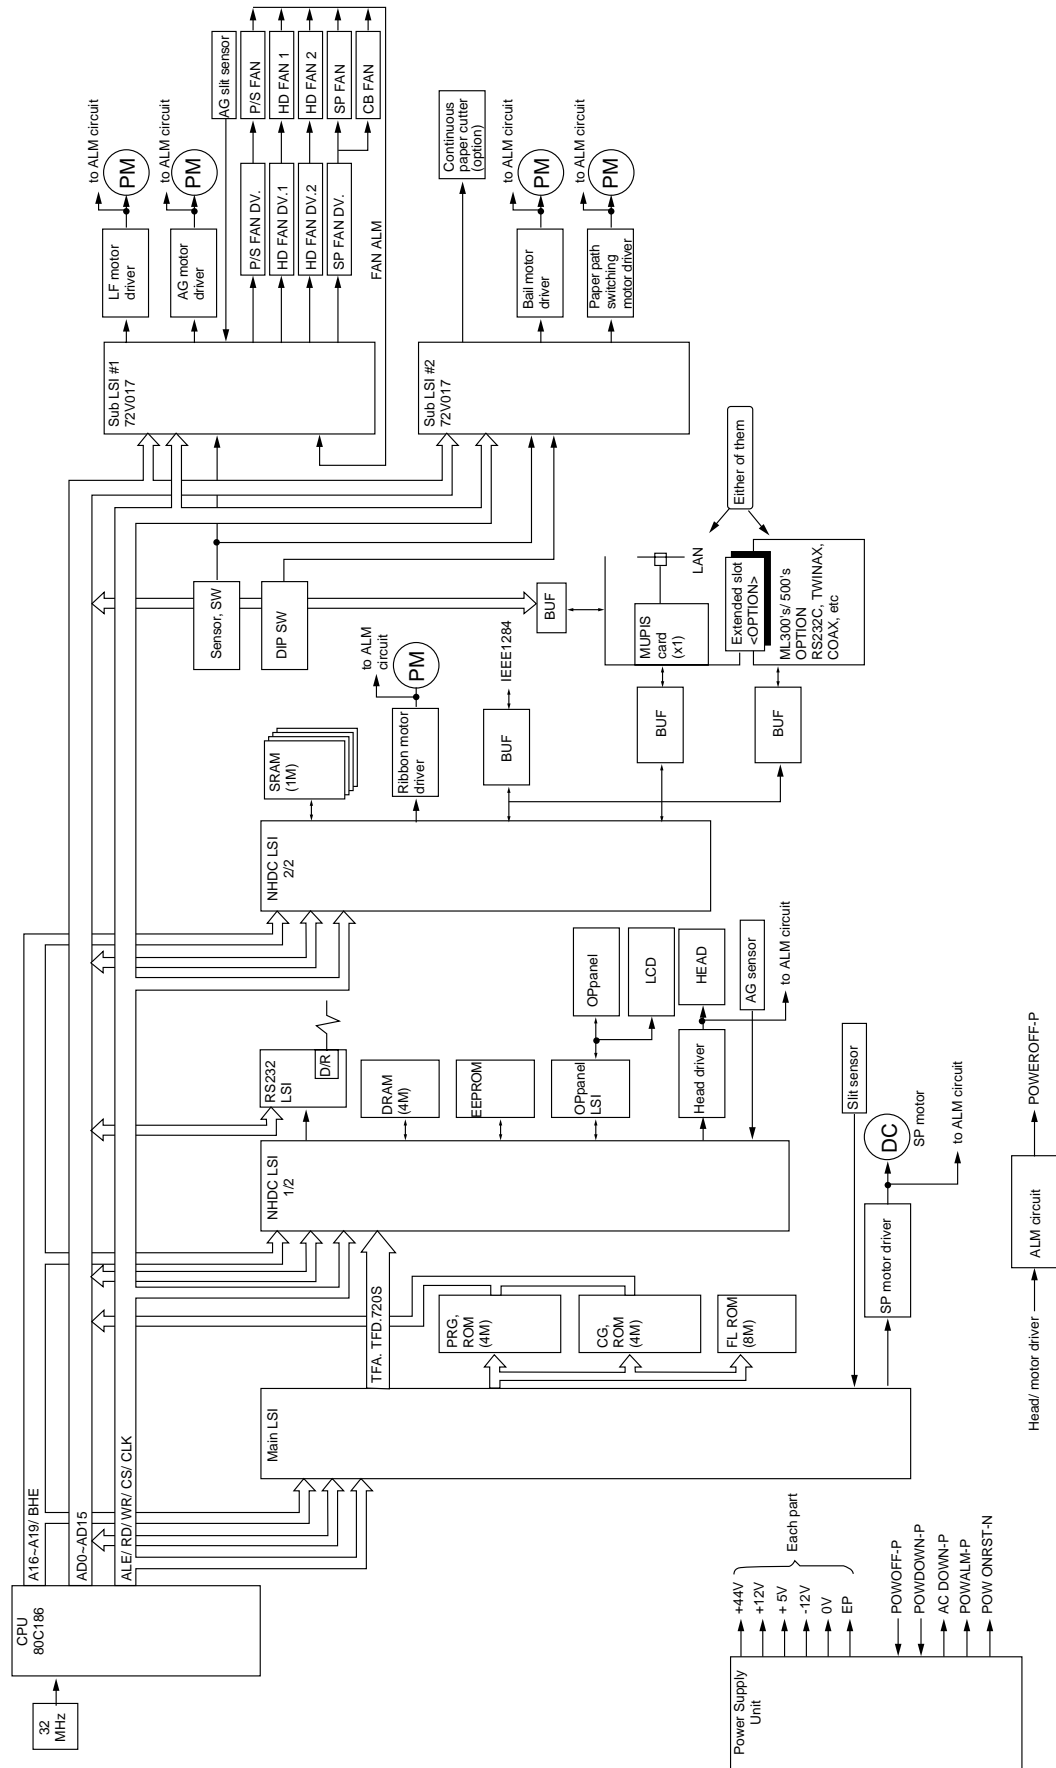 32
MHz
CPU
80C186
A16~A19/ BHE
AD0~AD15
ALE/ RD/ WR/ CS/ CLK
Main LSI
TFA. TFD.720S
PRG,
ROM
(4M)
CG,
ROM
(4M)
FL ROM
(8M)
Slit sensor
SP motor driver
DC
SP motor
to ALM circuit
NHDC LSI
1/2
RS232
LSI
D/R
DRAM
(4M)
EEPROM
OPpanel
LSI
OPpanel
LCD
Head driver
HEAD
AG sensor
to ALM circuit
NHDC LSI
2/2
SRAM
(1M)
Ribbon motor
driver
PM
to ALM
circuit
BUF
IEEE1284
BUF
BUF
BUF
MUPIS
card
(x1)
LAN
Extended slot
<OPTION>
ML300's/ 500's
OPTION
RS232C, TWINAX,
COAX, etc
Either of them
Sensor, SW
DIP SW
Sub LSI #1
72V017
LF motor
driver
PM
to ALM circuit
AG motor
driver
PM
to ALM circuit
AG slit sensor
P/S FAN DV.
P/S FAN
HD FAN DV.1
HD FAN 1
HD FAN DV.2
HD FAN 2
SP FAN DV.
SP FAN
CB FAN
FAN ALM
Sub LSI #2
72V017
Continuous
paper cutter
(option)
Bail motor
driver
PM
to ALM circuit
Paper path
switching
motor driver
PM
to ALM circuit
Power Supply
Unit
+44V
+12V
+ 5V
-12V
0V
EP
Each part
POWOFF-P
POWDOWN-P
AC DOWN-P
POWALM-P
POW ONRST-N
Head/ motor driver
ALM circuit
POWEROFF-P